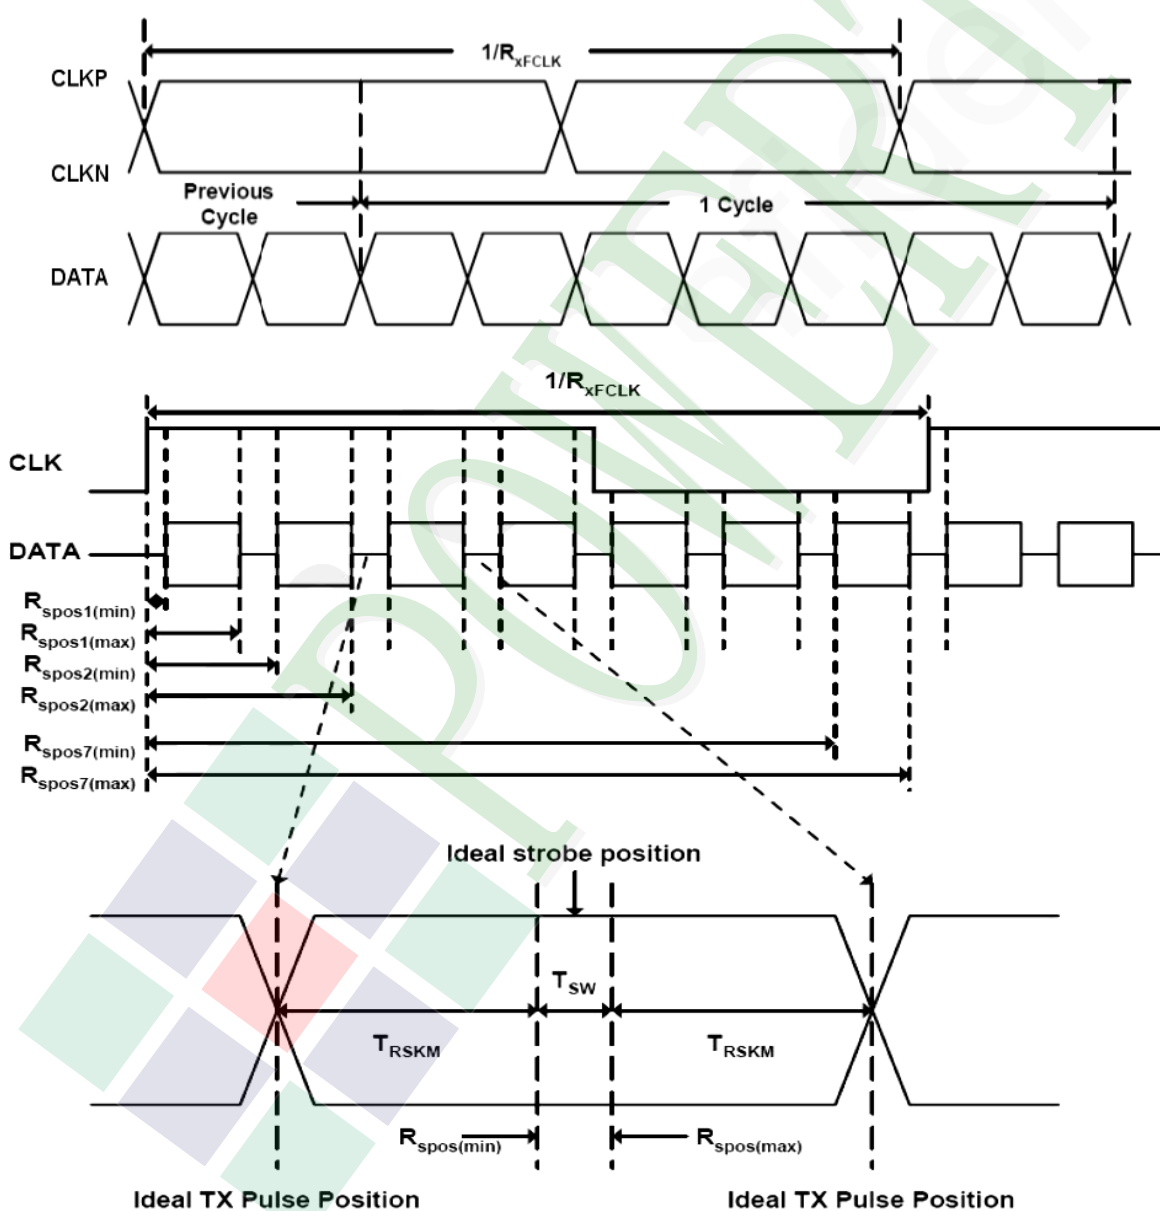 1/RxFCLK
CLKP
CLKN
Previous
Cycle
1 Cycle
DATA
1/RxFCLK
CLK
DATA
Rspos1(min)
Rspos1(max)
Rspos2(min)
Rspos2(max)
Rspos7(min)
Rspos7(max)
Ideal strobe position
TSW
TRSKM
TRSKM
Rspos(min)
Rspos(max)
Ideal TX Pulse Position
Ideal TX Pulse Position